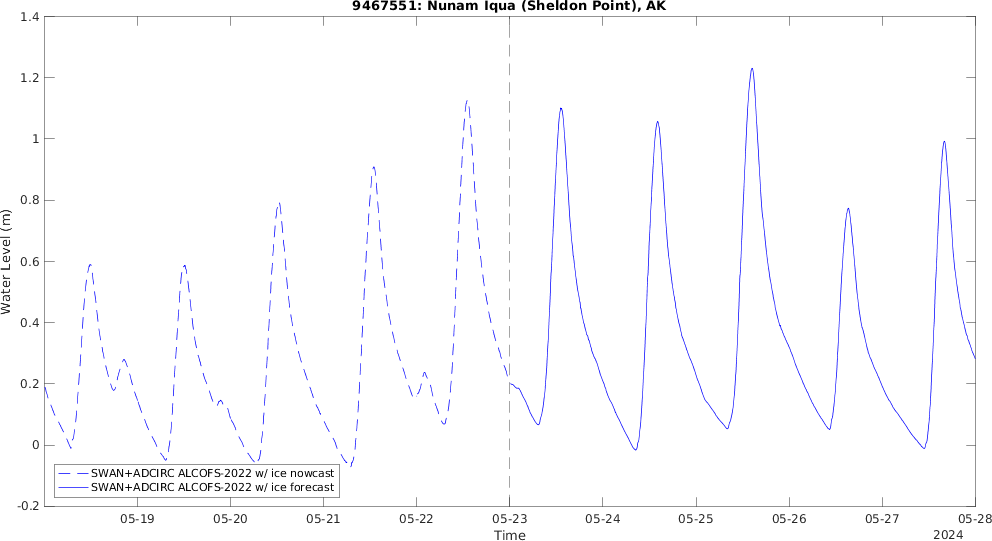 9467551: Nunam Iqua (Sheldon Point), AK
1.4
1.2
1
0.8
0.6
0.4
0.2
0
-0.2
Water Level (m)
SWAN+ADCIRC ALCOFS-2022 w/ ice nowcast
SWAN+ADCIRC ALCOFS-2022 w/ ice forecast
05-19 05-20 05-21 05-22 05-23 05-24 05-25 05-26 05-27 05-28
Time
2024